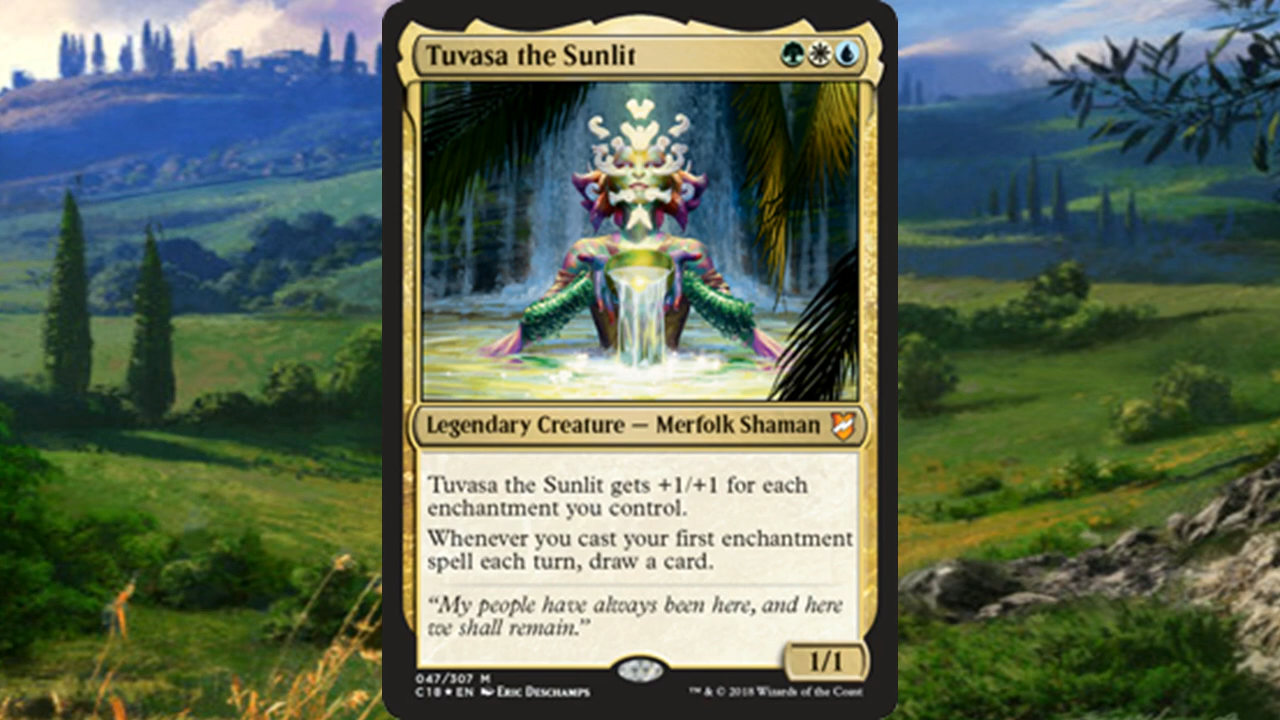 Tuvasa the Sunlit
Legendary Creature — Merfolk Shaman
Tuvasa the Sunlit gets +1/+1 for each
enchantment you control.
Whenever you cast your first enchantment
spell each turn, draw a card.
“My people have always been here, and here
we shall remain.”
1/1
047/307 M
C18 ★ EN Eric Deschamps
™ & © 2018 Wizards of the Coast